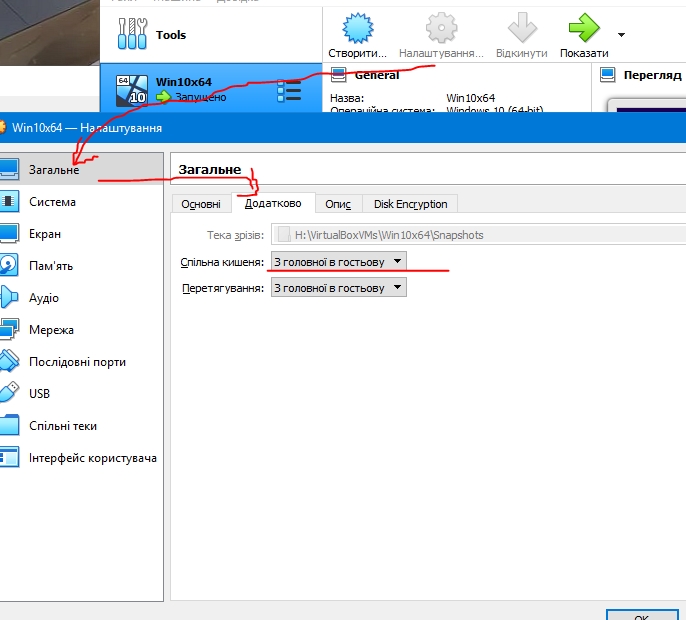 Tools
Створити...
Налаштування...
Відкинути
Показати
64
10
Win10x64
Запущено
General
Назва: Win10x64
Операційна система: Windows 10 (64-bit)
Перегляд
Win10x64 — Налаштування
Загальне
Система
Екран
Пам'ять
Аудіо
Мережа
Послідовні порти
USB
Спільні теки
Інтерфейс користувача
Загальне
Основні
Додатково
Опис
Disk Encryption
Тека зрізів: H:\VirtualBoxVMs\Win10x64\Snapshots
Спільна кишеня: З головної в гостьову
Перетягування: З головної в гостьову
OK